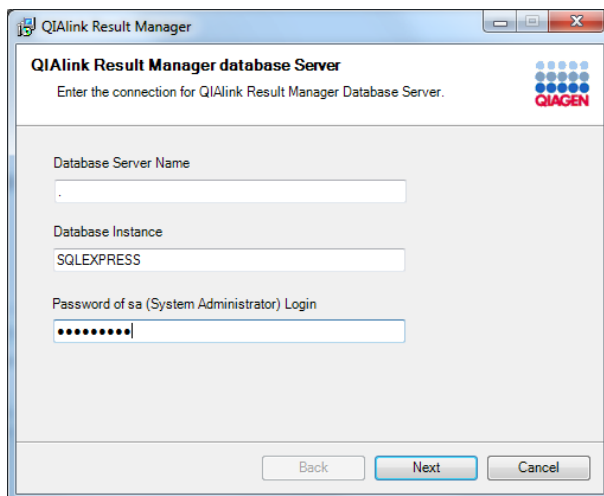 QIAlink Result Manager
QIAlink Result Manager database Server
Enter the connection for QIAlink Result Manager Database Server.
QIAGEN
Database Server Name
.
Database Instance
SQLEXPRESS
Password of sa (System Administrator) Login
●●●●●●●●●
Back Next Cancel